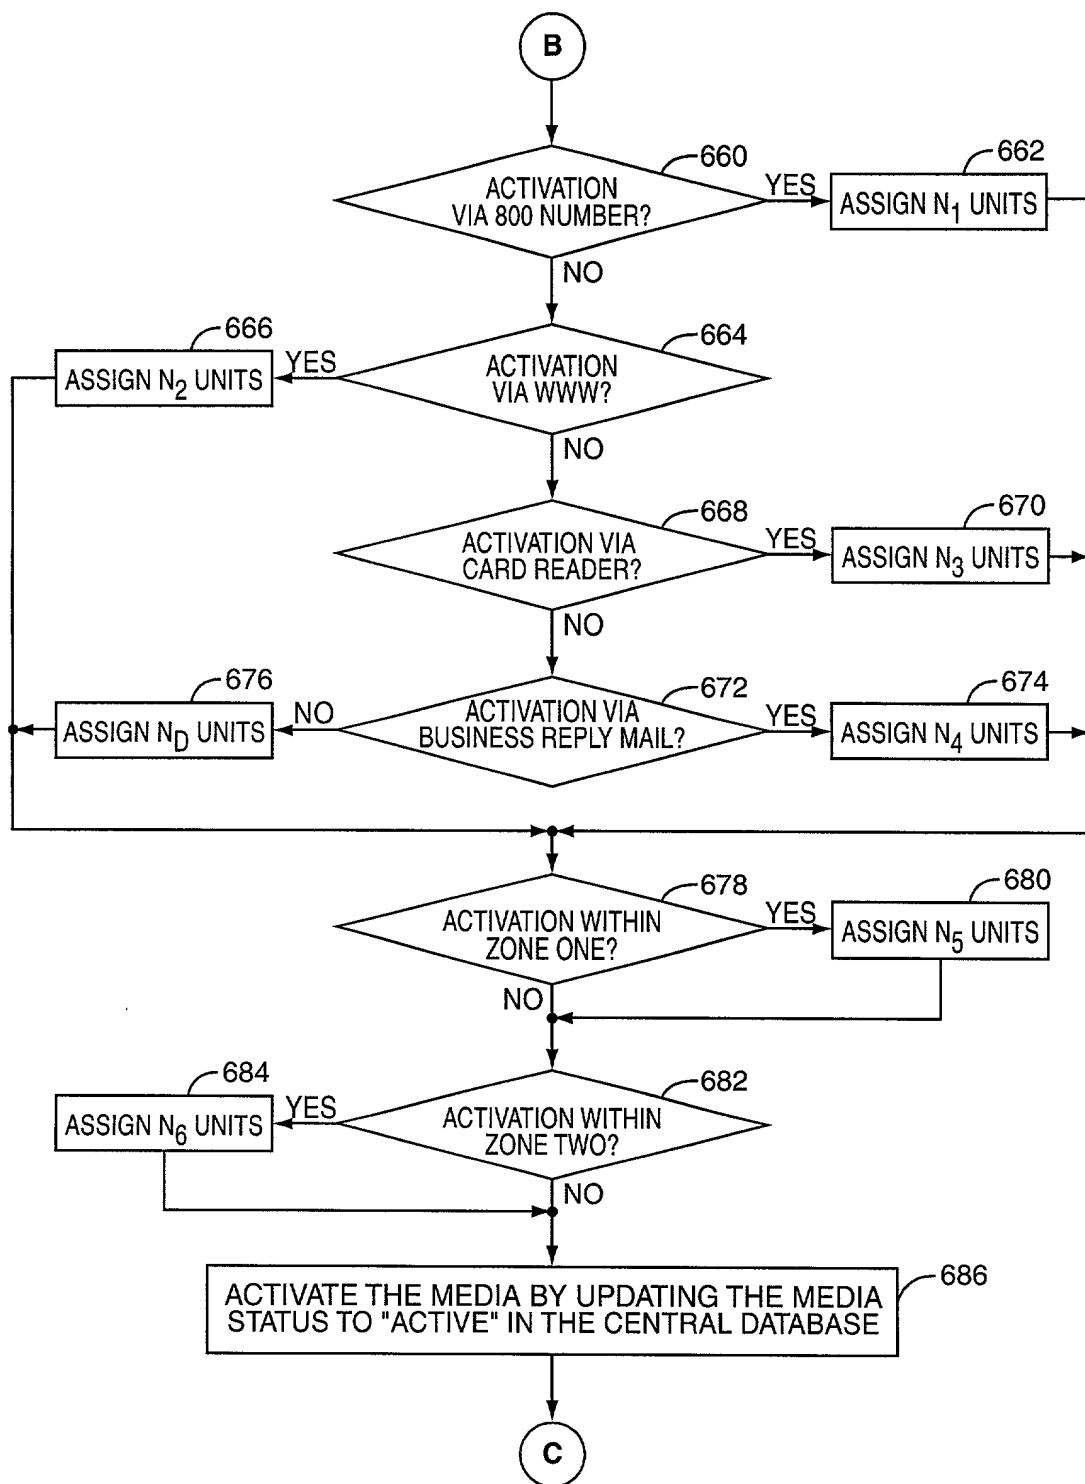 B
660
ACTIVATION
VIA 800 NUMBER?
YES
662
ASSIGN N1 UNITS
NO
664
ACTIVATION
VIA WWW?
YES
666
ASSIGN N2 UNITS
NO
668
ACTIVATION VIA
CARD READER?
YES
670
ASSIGN N3 UNITS
NO
672
ACTIVATION VIA
BUSINESS REPLY MAIL?
YES
674
ASSIGN N4 UNITS
NO
676
ASSIGN ND UNITS
678
ACTIVATION WITHIN
ZONE ONE?
YES
680
ASSIGN N5 UNITS
NO
682
ACTIVATION WITHIN
ZONE TWO?
YES
684
ASSIGN N6 UNITS
NO
686
ACTIVATE THE MEDIA BY UPDATING THE MEDIA
STATUS TO "ACTIVE" IN THE CENTRAL DATABASE
C